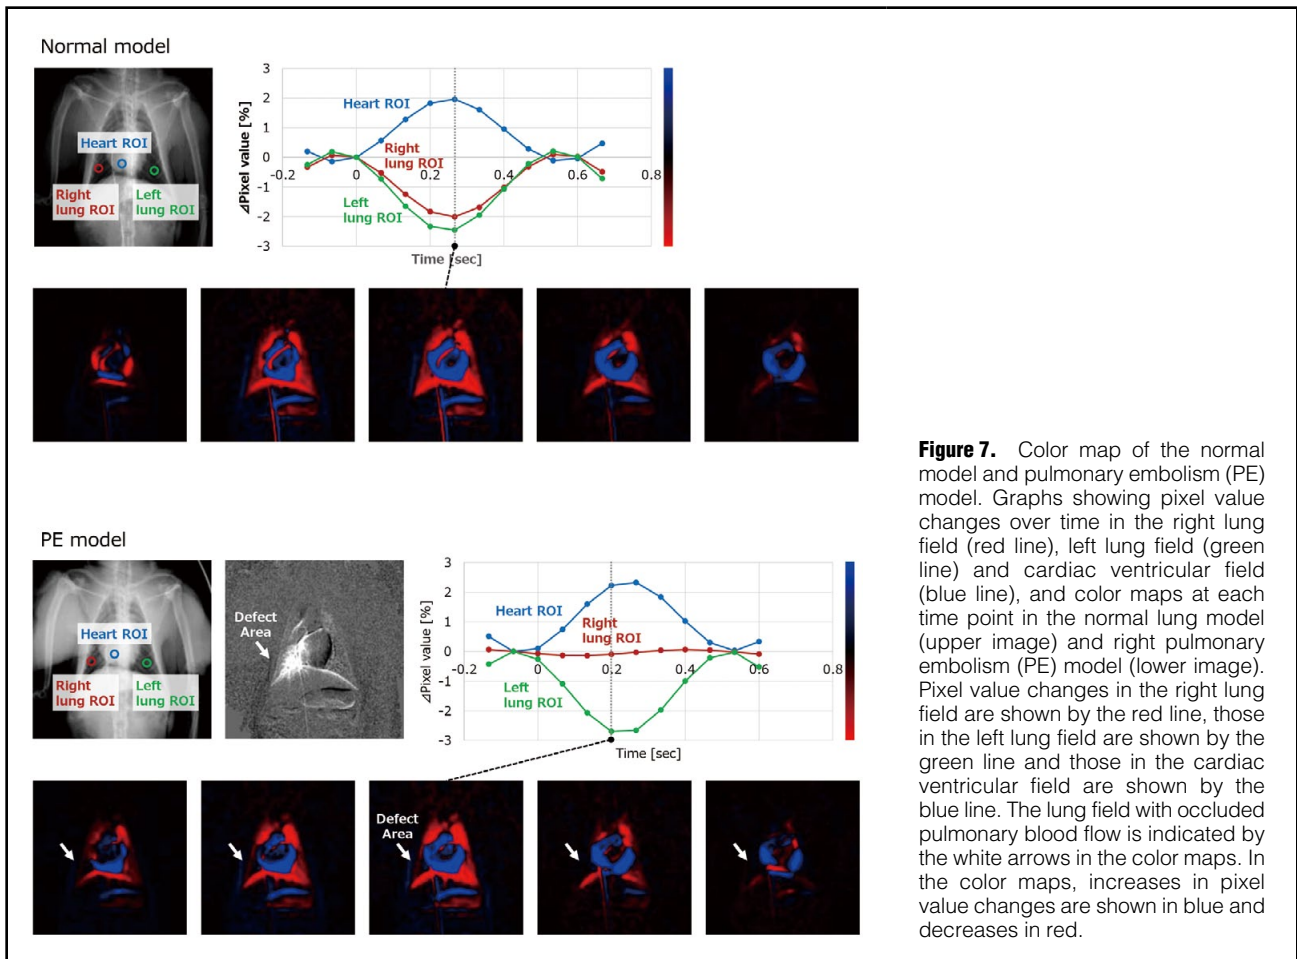 Normal model
Heart ROI
Right
lung ROI
Left
lung ROI
⊿Pixel value [%]
3
2
1
0
-1
-2
-3
-0.2
0
0.2
0.4
0.6
0.8
Heart ROI
Right
lung ROI
Left
lung ROI
Time [sec]
PE model
Heart ROI
Right
lung ROI
Left
lung ROI
Defect
Area
⊿Pixel value [%]
3
2
1
0
-1
-2
-3
-0.2
0
0.2
0.4
0.6
0.8
Heart ROI
Right
lung ROI
Left
lung ROI
Time [sec]
Defect
Area
Figure 7. Color map of the normal
model and pulmonary embolism (PE)
model. Graphs showing pixel value
changes over time in the right lung
field (red line), left lung field (green
line) and cardiac ventricular field
(blue line), and color maps at each
time point in the normal lung model
(upper image) and right pulmonary
embolism (PE) model (lower image).
Pixel value changes in the right lung
field are shown by the red line, those
in the left lung field are shown by the
green line and those in the cardiac
ventricular field are shown by the
blue line. The lung field with occluded
pulmonary blood flow is indicated by
the white arrows in the color maps. In
the color maps, increases in pixel
value changes are shown in blue and
decreases in red.